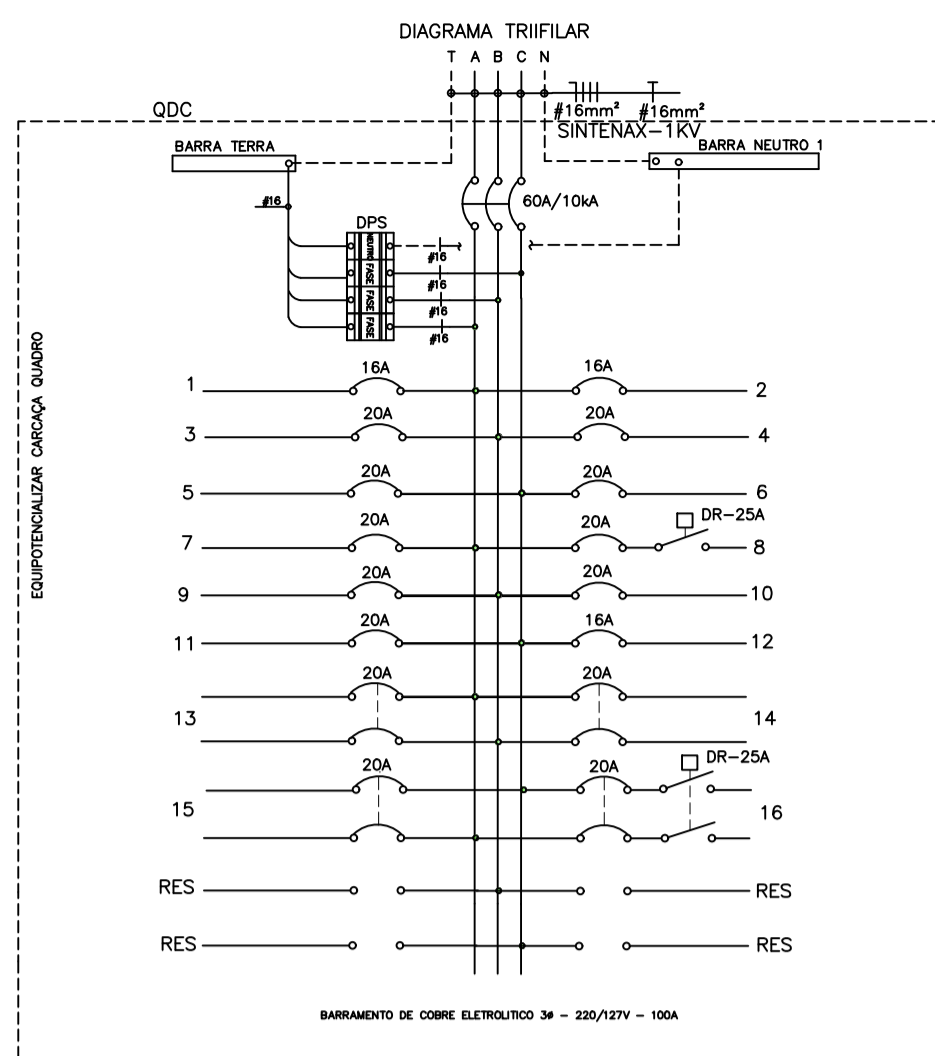 DIAGRAMA TRIIFILAR
T A B C N
QDC
#16mm² #16mm²
SINTENAX-1KV
BARRA TERRA
BARRA NEUTRO 1
#16
60A/10kA
DPS
NEUTRO
#16
FASE
#16
FASE
#16
FASE
#16
EQUIPOTENCIALIZAR CARCAÇA QUADRO
16A 16A
1 2
20A 20A
3 4
20A 20A
5 6
20A 20A DR-25A
7 8
20A 20A
9 10
20A 16A
11 12
20A 20A
13 14
20A 20A DR-25A
15 16
RES RES
RES RES
BARRAMENTO DE COBRE ELETROLITICO 3ø - 220/127V - 100A